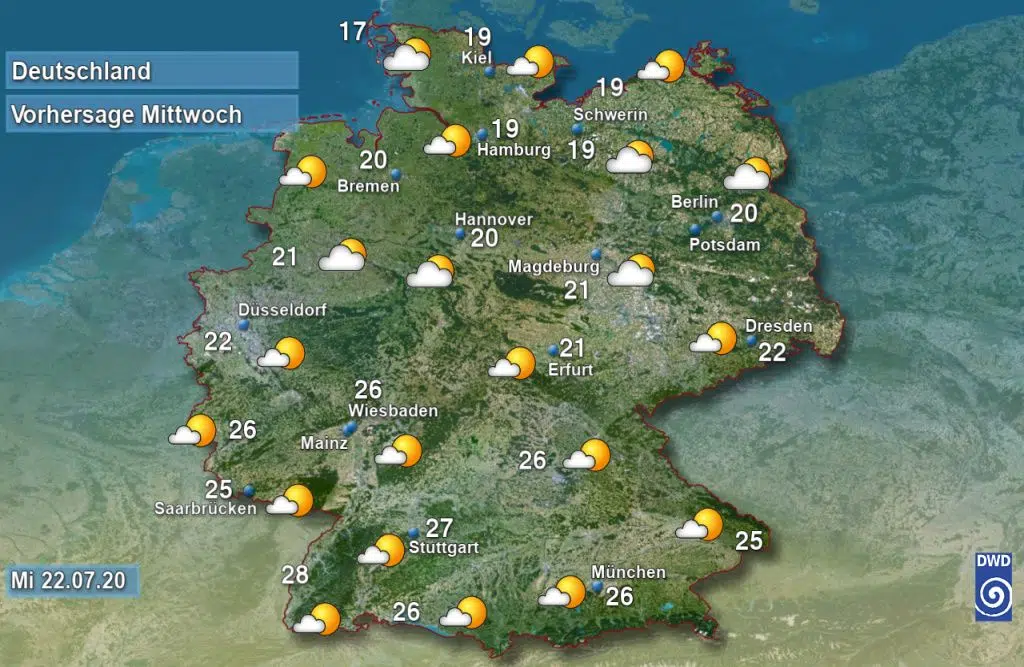 17
19
Kiel
Deutschland
Vorhersage Mittwoch
19
Schwerin
19
Hamburg
19
20
Bremen
Berlin
20
Potsdam
Hannover
20
21
Magdeburg
21
Düsseldorf
22
Dresden
22
21
Erfurt
26
Wiesbaden
Mainz
26
26
25
Saarbrücken
27
Stuttgart
25
28
München
26
26
Mi 22.07.20
DWD